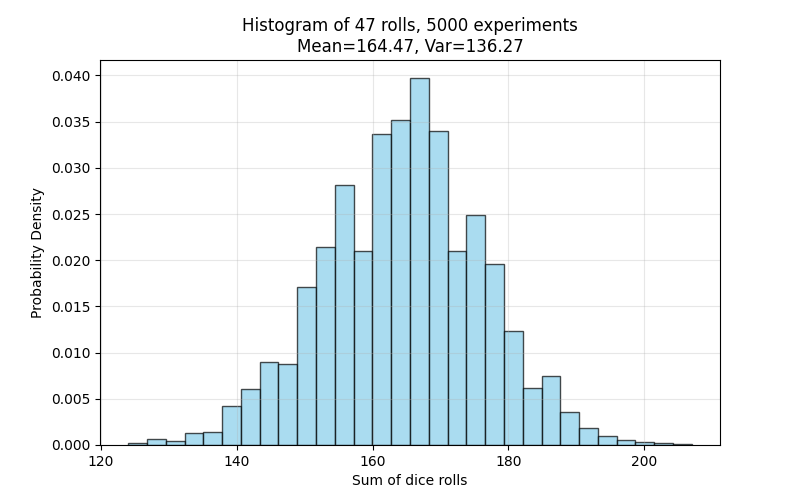 Histogram of 47 rolls, 5000 experiments
Mean=164.47, Var=136.27
0.040
0.035
0.030
0.025
0.020
0.015
0.010
0.005
0.000
Probability Density
120 140 160 180 200
Sum of dice rolls